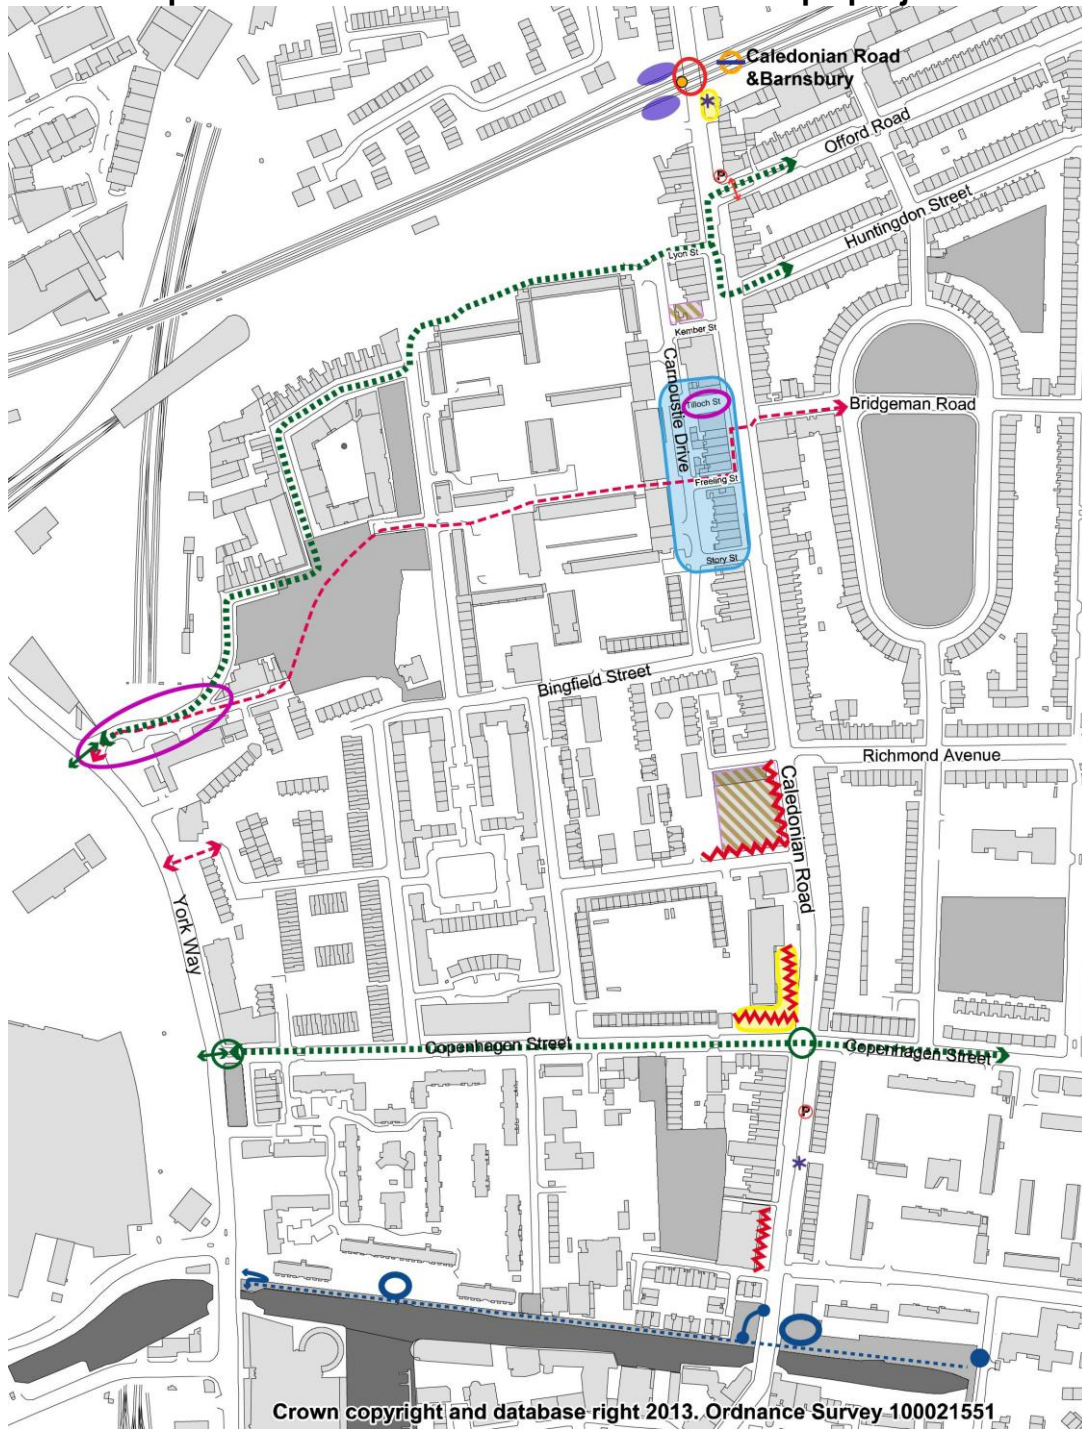 Caledonian Road
&Barnsbury
Offord Road
P
Huntingdon Street
Lyon St
Kember St
Carnoustie Drive
Tilloch St
Bridgeman Road
Freeling St
Story St
Bingfield Street
Richmond Avenue
Caledonian Road
York Way
Copenhagen Street
Copenhagen Street
P
Crown copyright and database right 2013. Ordnance Survey 100021551